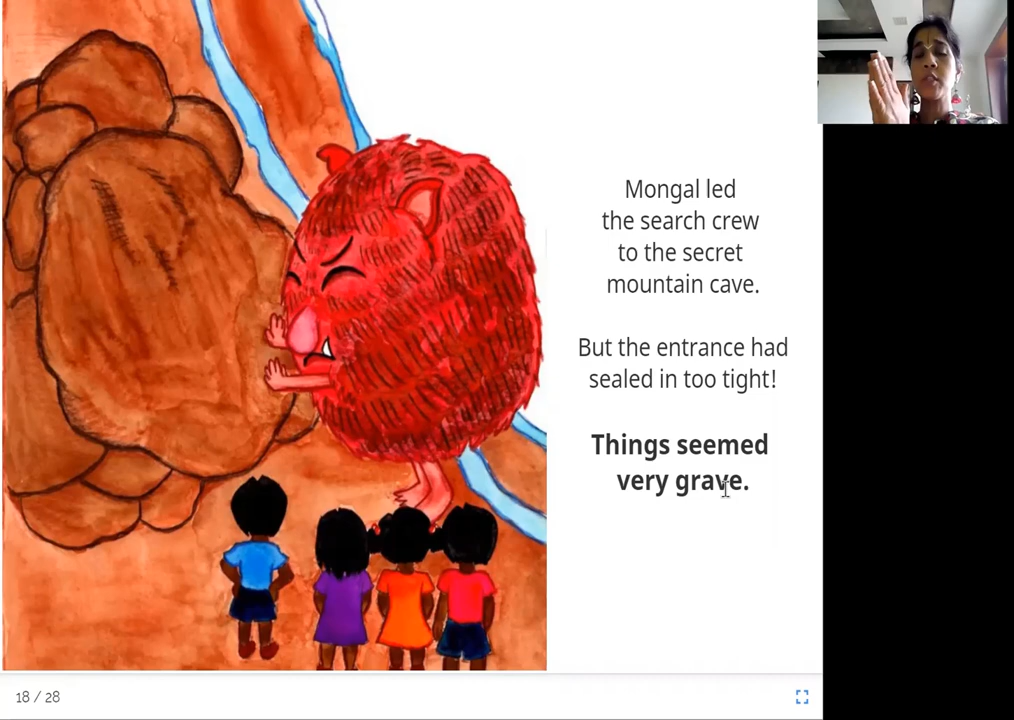 Mongal led
the search crew
to the secret
mountain cave.
But the entrance had
sealed in too tight!
Things seemed
very grave.
18 / 28